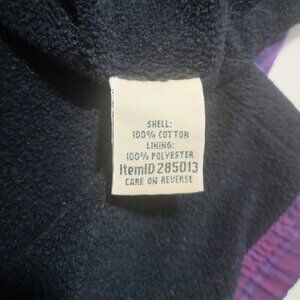 SHELL:
100% COTTON
LINING:
100% POLYESTER
ItemID 285013
CARE ON REVERSE